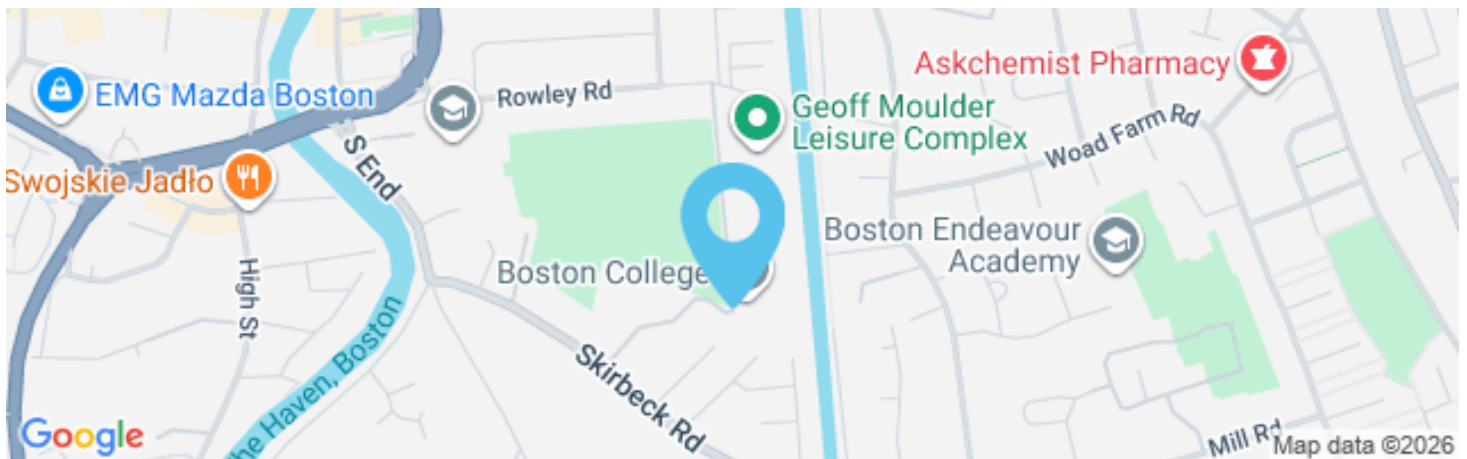 Askchemist Pharmacy
EMG Mazda Boston
Rowley Rd
Geoff Moulder
Leisure Complex
Woad Farm Rd
S End
Swojskie Jadło
Boston Endeavour
Academy
Boston College
High St
The Haven, Boston
Skirbeck Rd
Google
Mill Rd
Map data ©2026